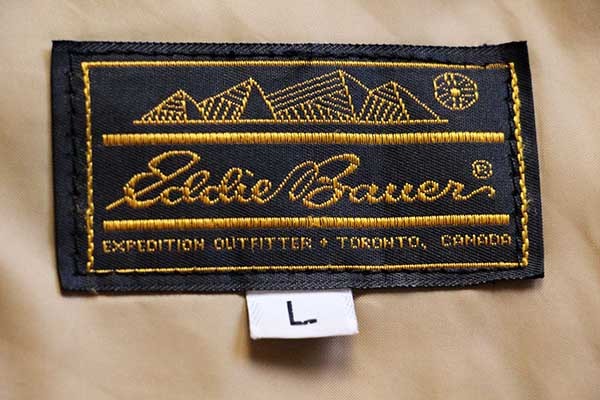 Eddie Bauer ®
EXPEDITION OUTFITTER + TORONTO, CANADA
L